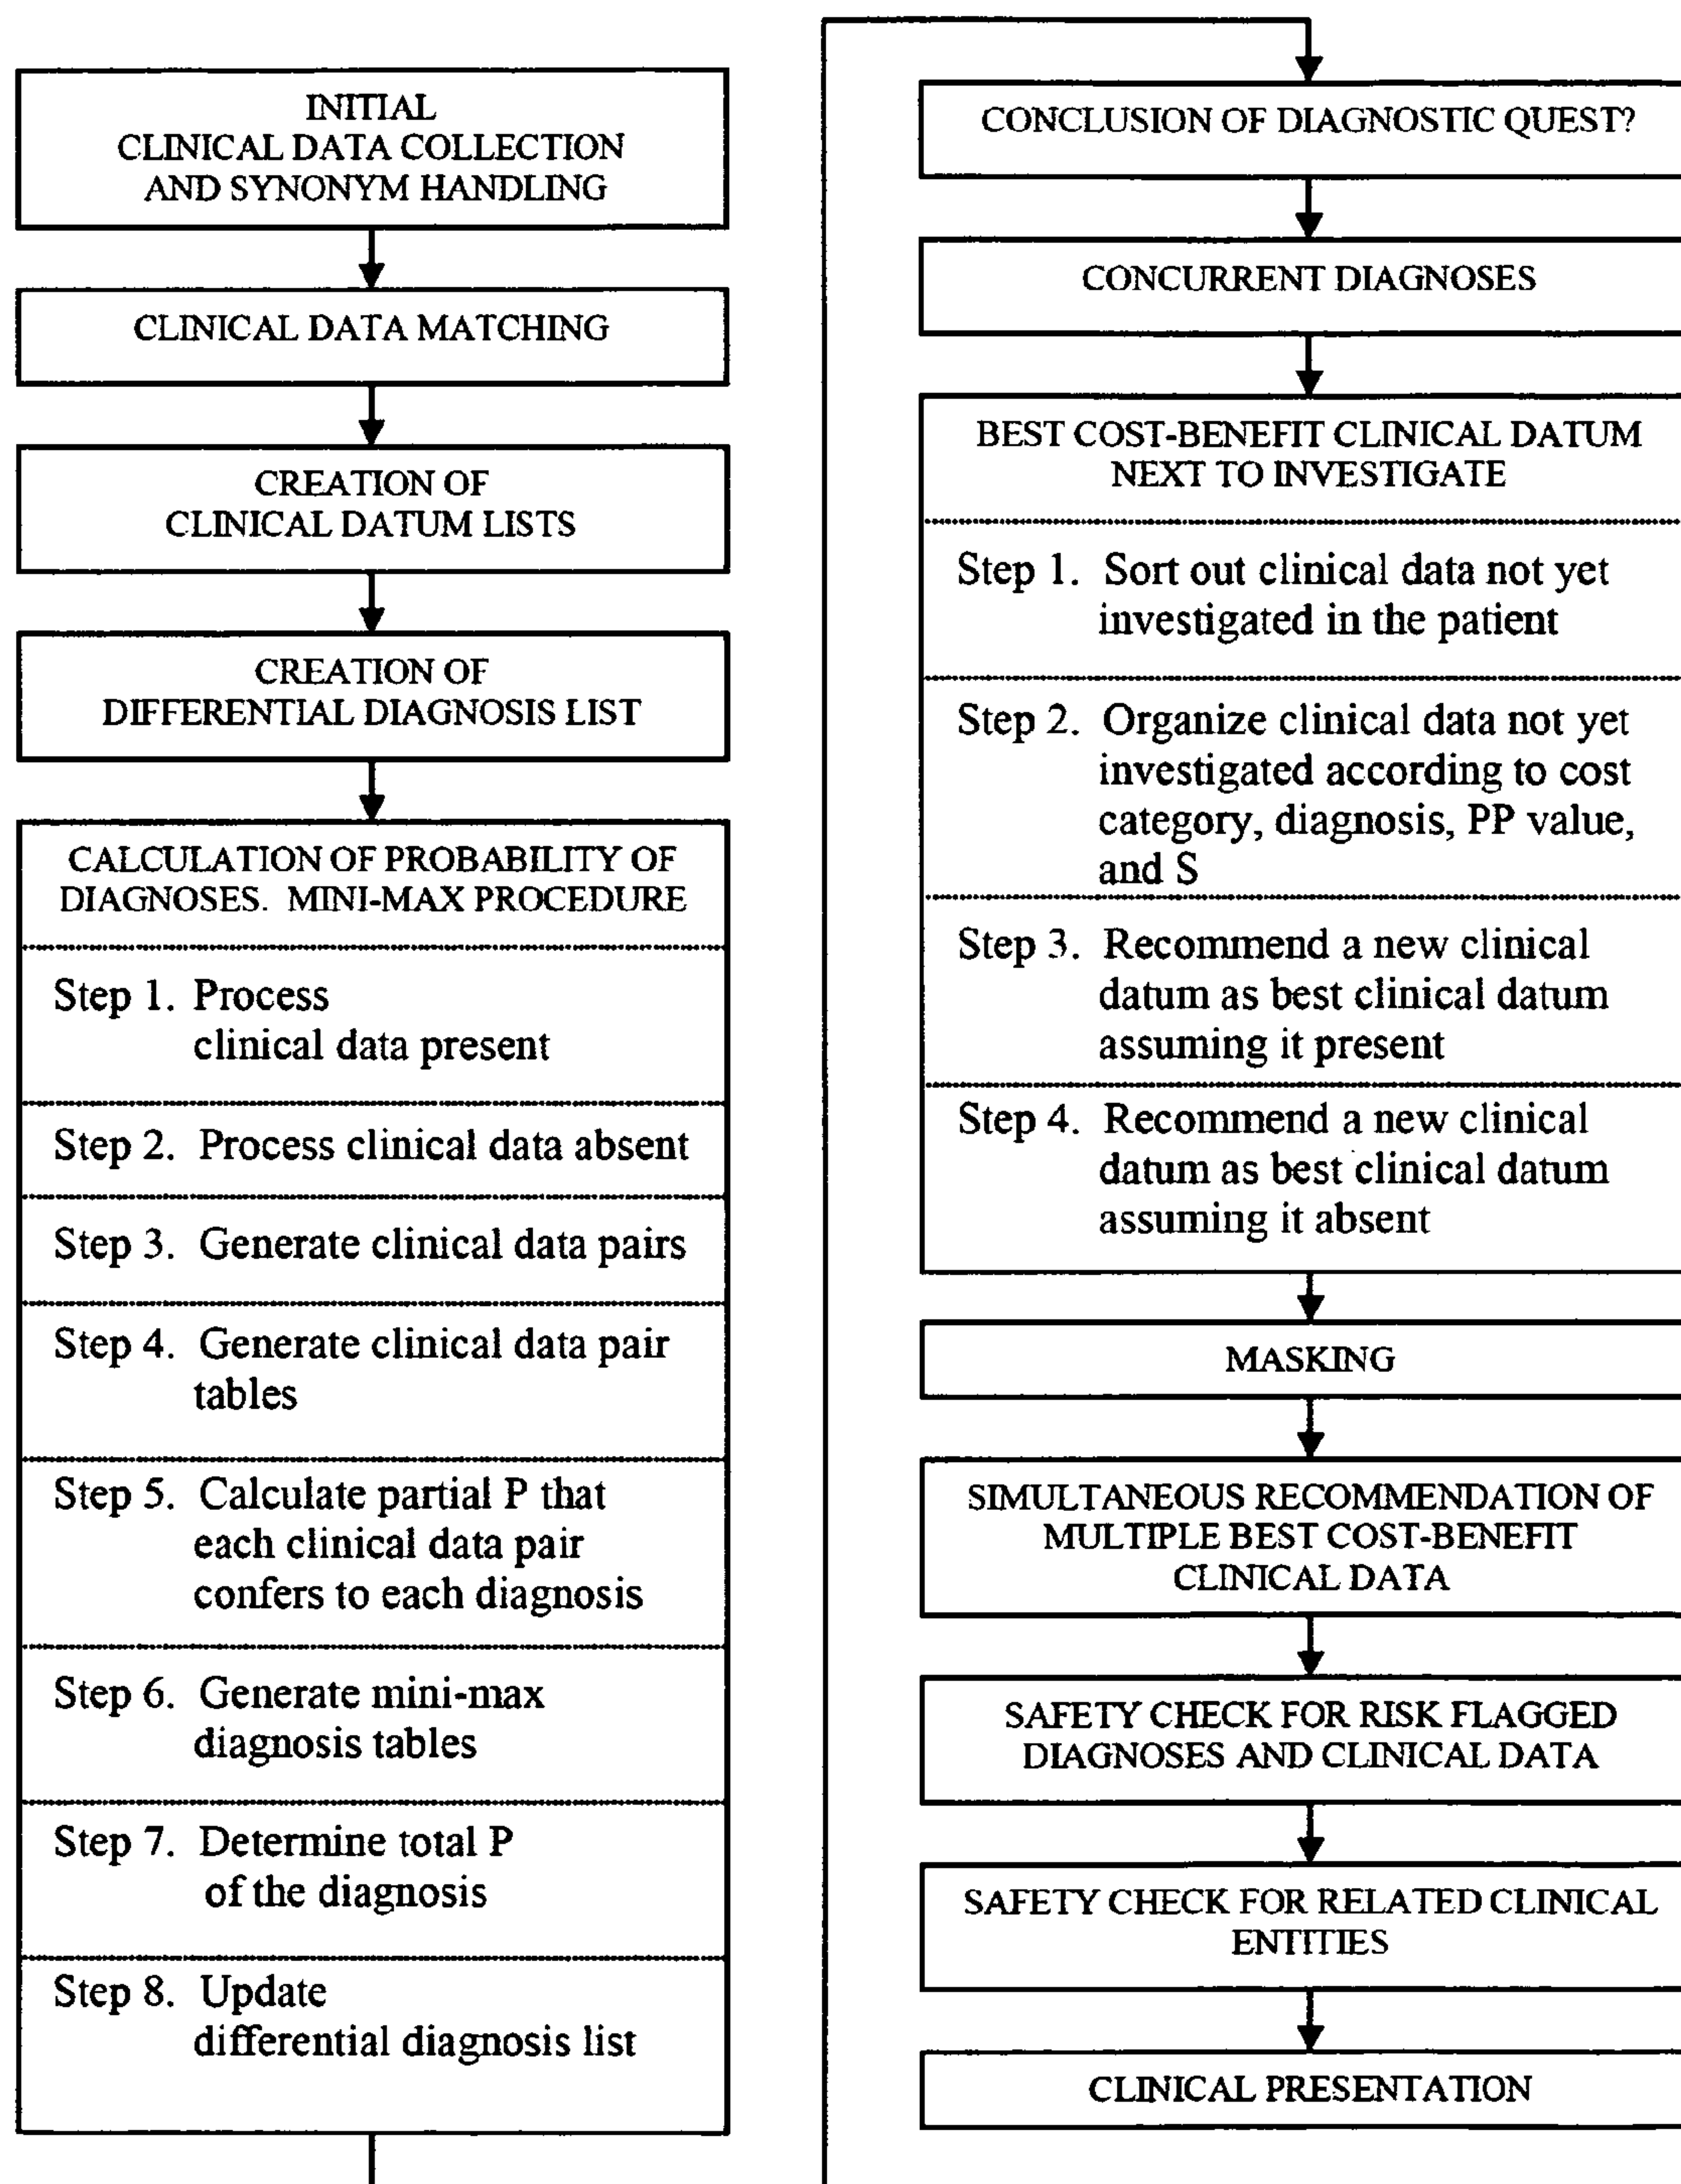 INITIAL
CLINICAL DATA COLLECTION
AND SYNONYM HANDLING
CLINICAL DATA MATCHING
CREATION OF
CLINICAL DATUM LISTS
CREATION OF
DIFFERENTIAL DIAGNOSIS LIST
CALCULATION OF PROBABILITY OF
DIAGNOSES. MINI-MAX PROCEDURE
Step 1. Process
clinical data present
Step 2. Process clinical data absent
Step 3. Generate clinical data pairs
Step 4. Generate clinical data pair
tables
Step 5. Calculate partial P that
each clinical data pair
confers to each diagnosis
Step 6. Generate mini-max
diagnosis tables
Step 7. Determine total P
of the diagnosis
Step 8. Update
differential diagnosis list
CONCLUSION OF DIAGNOSTIC QUEST?
CONCURRENT DIAGNOSES
BEST COST-BENEFIT CLINICAL DATUM
NEXT TO INVESTIGATE
Step 1. Sort out clinical data not yet
investigated in the patient
Step 2. Organize clinical data not yet
investigated according to cost
category, diagnosis, PP value,
and S
Step 3. Recommend a new clinical
datum as best clinical datum
assuming it present
Step 4. Recommend a new clinical
datum as best clinical datum
assuming it absent
MASKING
SIMULTANEOUS RECOMMENDATION OF
MULTIPLE BEST COST-BENEFIT
CLINICAL DATA
SAFETY CHECK FOR RISK FLAGGED
DIAGNOSES AND CLINICAL DATA
SAFETY CHECK FOR RELATED CLINICAL
ENTITIES
CLINICAL PRESENTATION